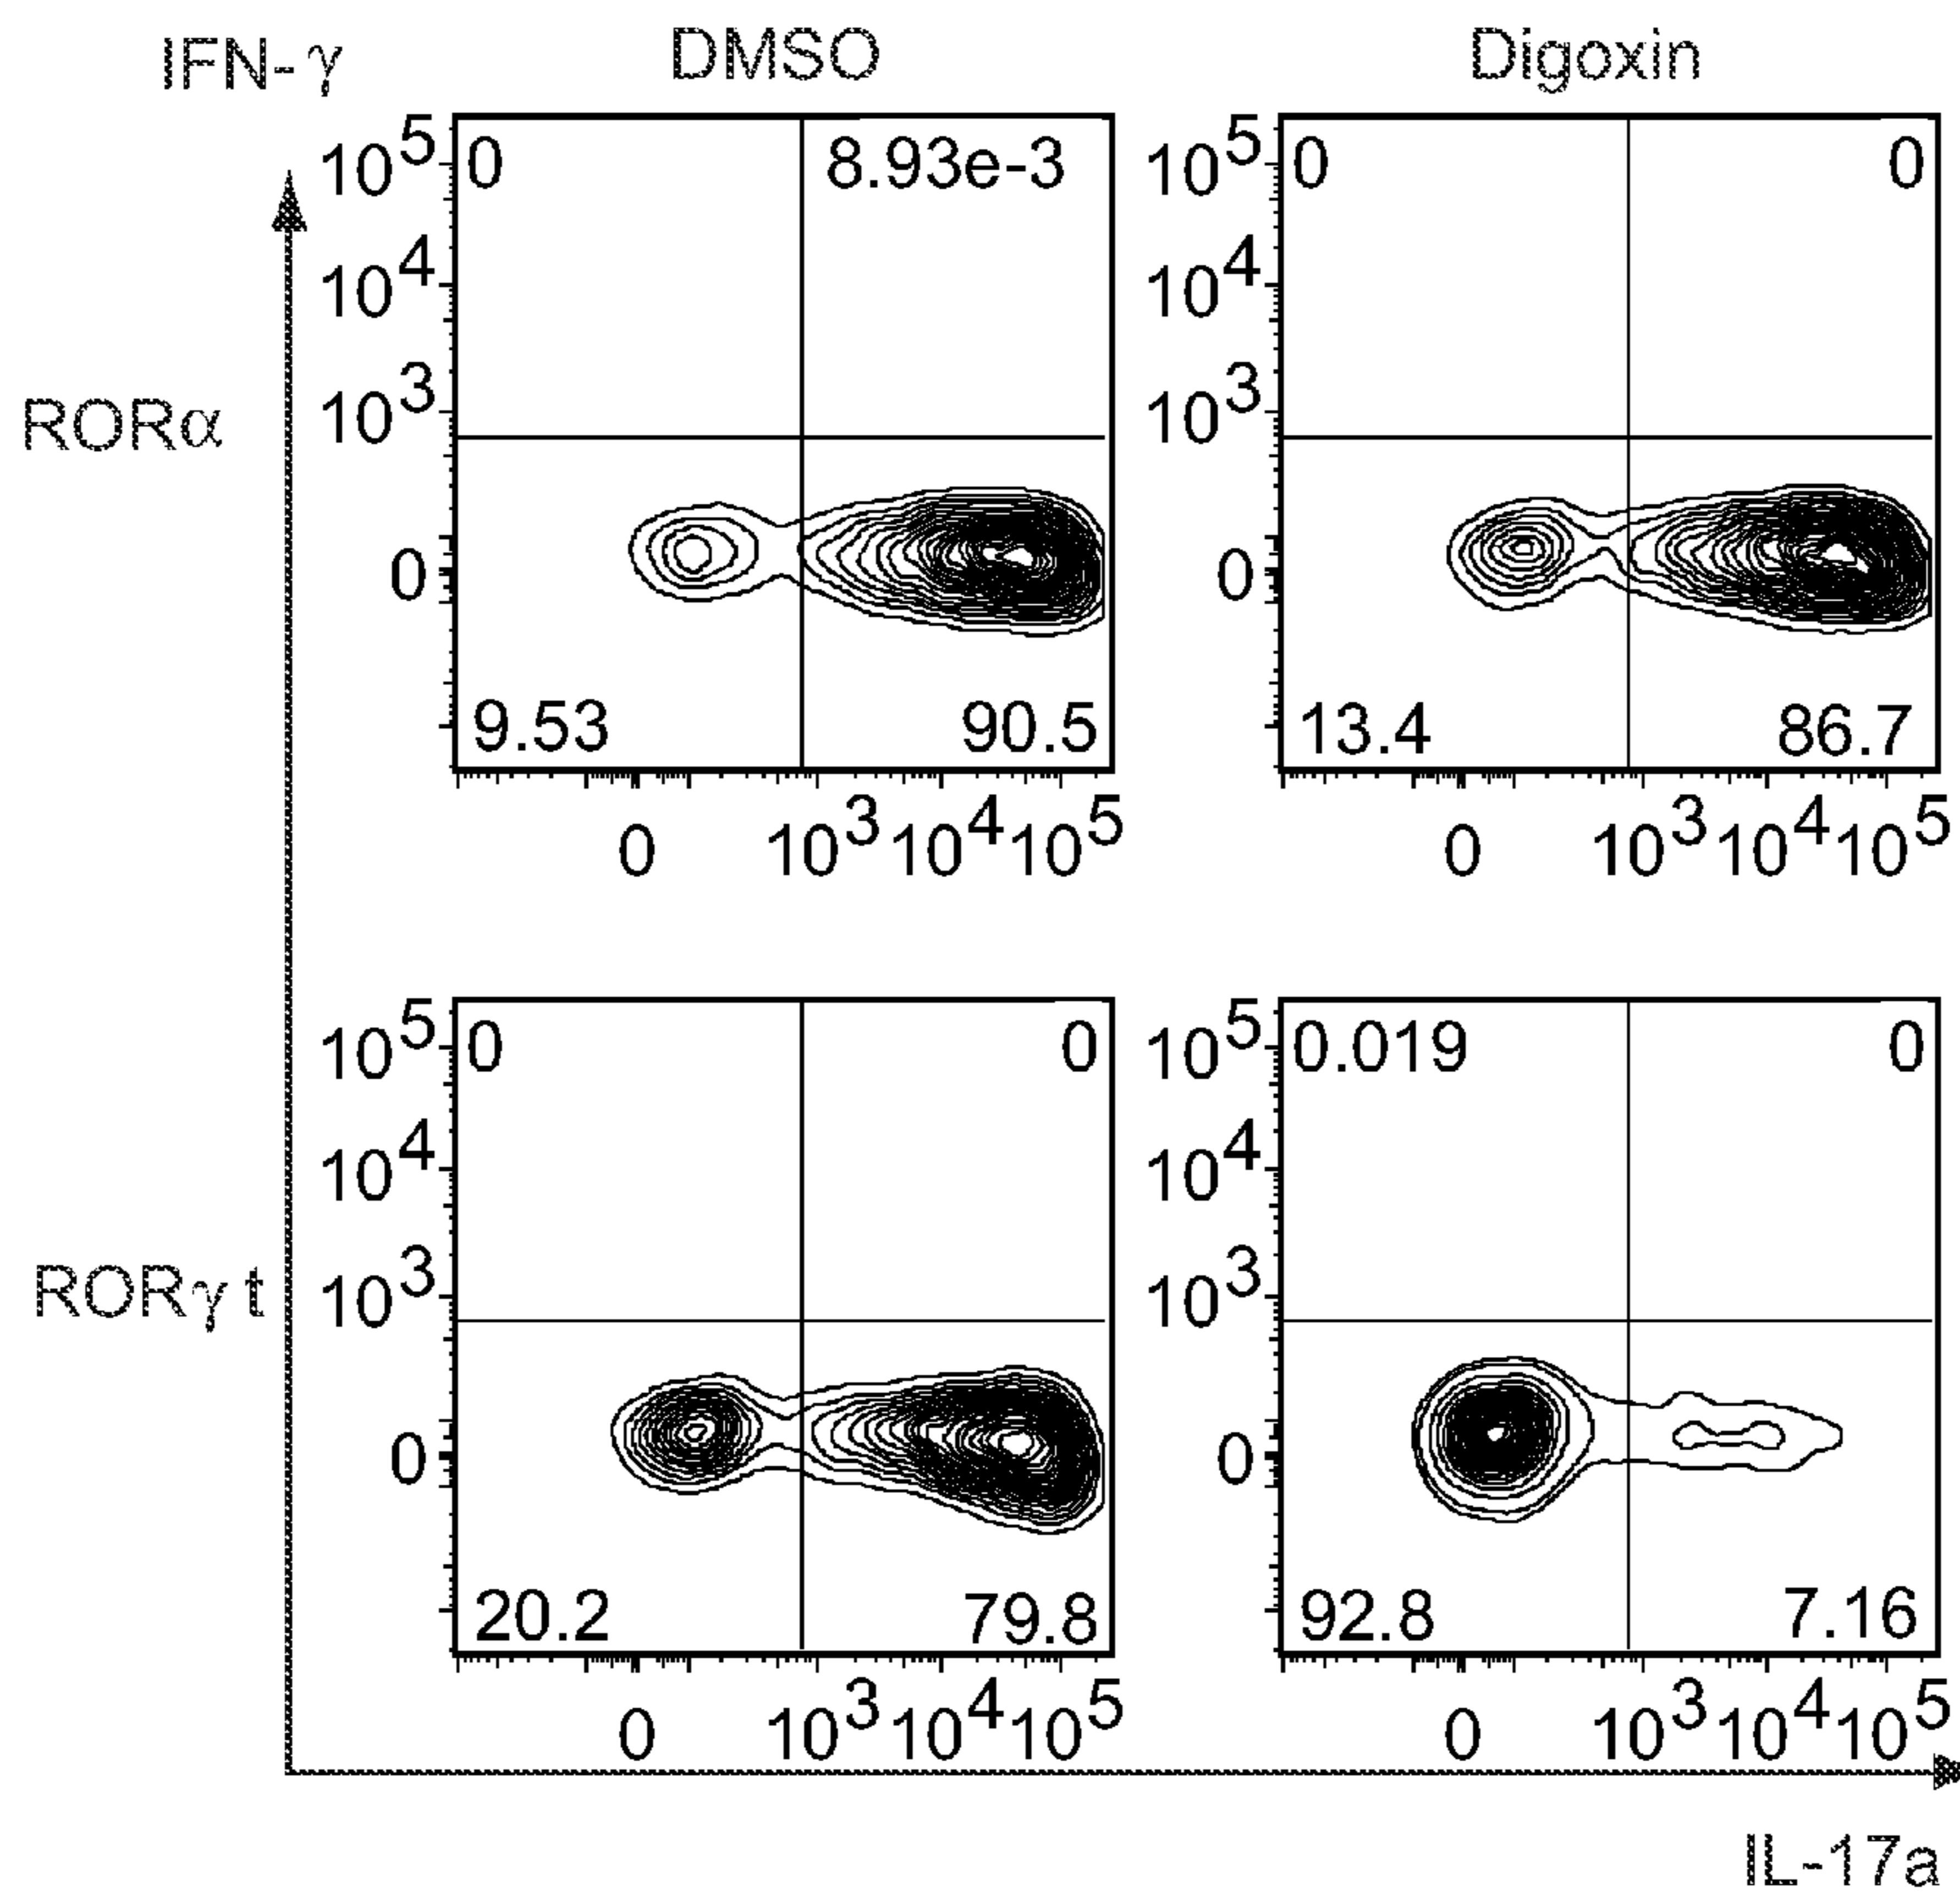 IFN-γ DMSO Digoxin
10^5 0 8.93e-3 10^5 0 0
10^4 10^4
RORα 10^3 10^3
0 0
9.53 90.5 13.4 86.7
0 10^3 10^4 10^5 0 10^3 10^4 10^5
10^5 0 0 10^5 0.019 0
10^4 10^4
RORγ t 10^3 10^3
0 0
20.2 79.8 92.8 7.16
0 10^3 10^4 10^5 0 10^3 10^4 10^5
IL-17a